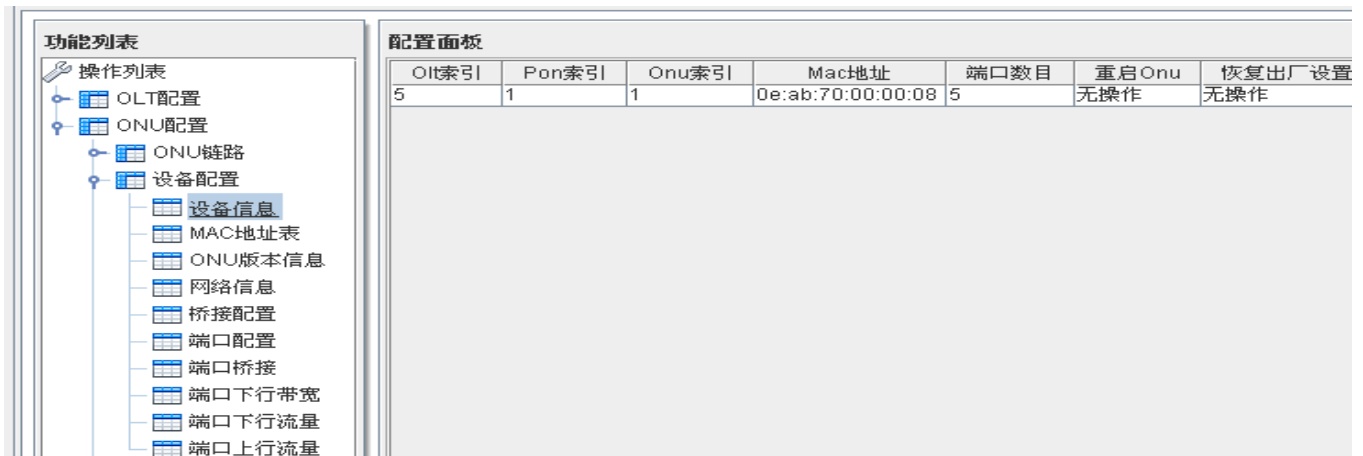 功能列表
操作列表
OLT配置
ONU配置
ONU链路
设备配置
设备信息
MAC地址表
ONU版本信息
网络信息
桥接配置
端口配置
端口桥接
端口下行带宽
端口下行流量
端口上行流量
配置面板
Olt索引 Pon索引 Onu索引 Mac地址 端口数目 重启Onu 恢复出厂设置
5 1 1 0e:ab:70:00:00:08 5 无操作 无操作